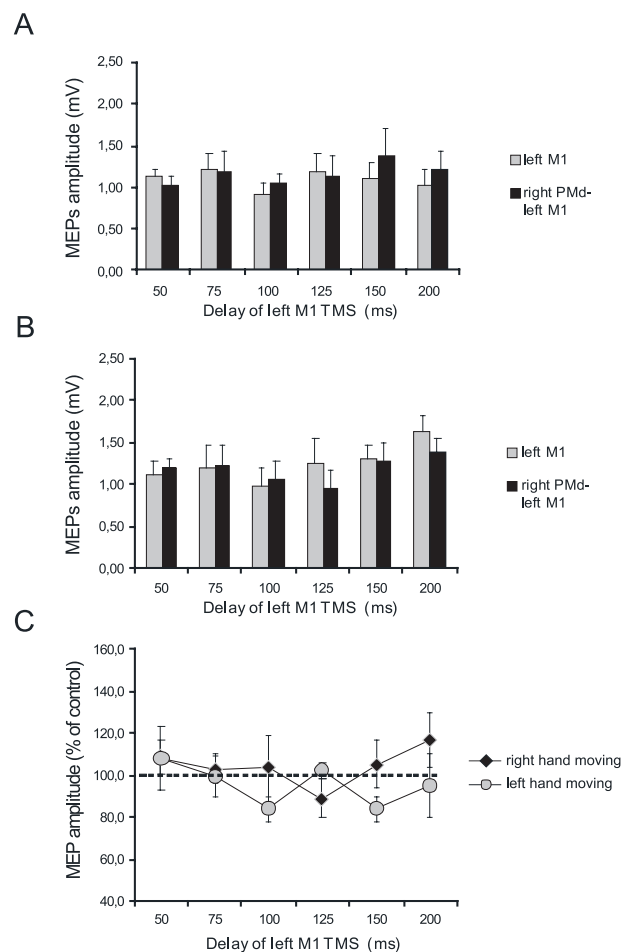 A
MEPs amplitude (mV)
2,50
2,00
1,50
1,00
0,50
0,00
50 75 100 125 150 200
Delay of left M1 TMS (ms)
left M1
right PMd-
left M1
B
MEPs amplitude (mV)
2,50
2,00
1,50
1,00
0,50
0,00
50 75 100 125 150 200
Delay of left M1 TMS (ms)
left M1
right PMd-
left M1
C
MEP amplitude (% of control)
160,0
140,0
120,0
100,0
80,0
60,0
40,0
50 75 100 125 150 200
Delay of left M1 TMS (ms)
right hand moving
left hand moving